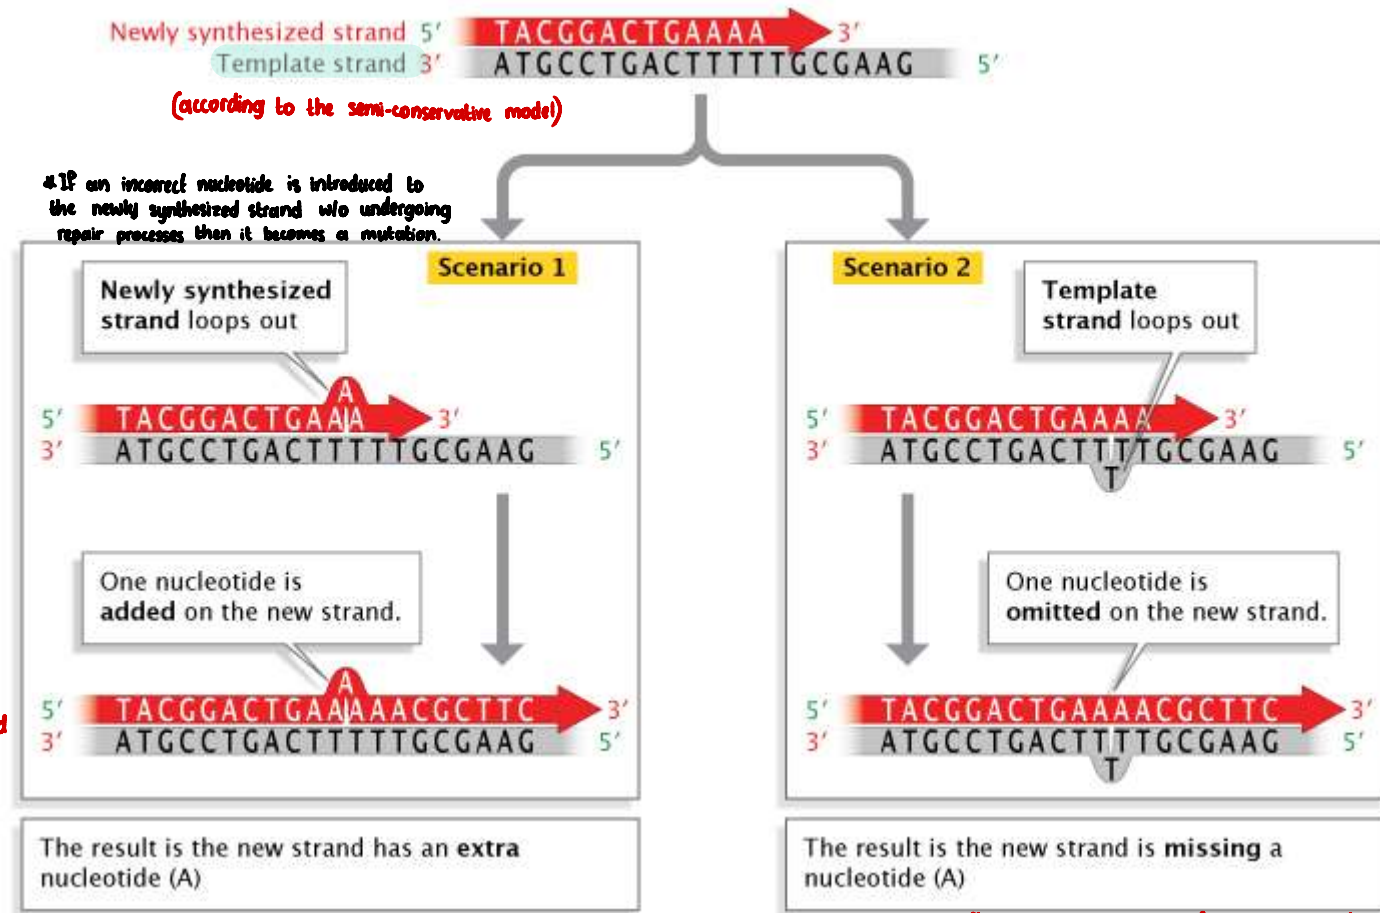 Newly synthesized strand 5′ TACGGACTGAAAA 3′
Template strand 3′ ATGCCTGACTTTTTGCGAAG 5′
(according to the semi-conservative model)
*If an incorrect nucleotide is introduced to
the newly synthesized strand w/o undergoing
repair processes then it becomes a mutation.
Scenario 1
Newly synthesized
strand loops out
A
5′ TACGGACTGAAA 3′
3′ ATGCCTGACTTTTTGCGAAG 5′
One nucleotide is
added on the new strand.
A
5′ TACGGACTGAAAAACGCTTC 3′
3′ ATGCCTGACTTTTTGCGAAG 5′
The result is the new strand has an extra
nucleotide (A)
Scenario 2
Template
strand loops out
5′ TACGGACTGAAAA 3′
3′ ATGCCTGACTTTTGCGAAG 5′
T
One nucleotide is
omitted on the new strand.
5′ TACGGACTGAAAACGCTTC 3′
3′ ATGCCTGACTTTTGCGAAG 5′
T
The result is the new strand is missing a
nucleotide (A)